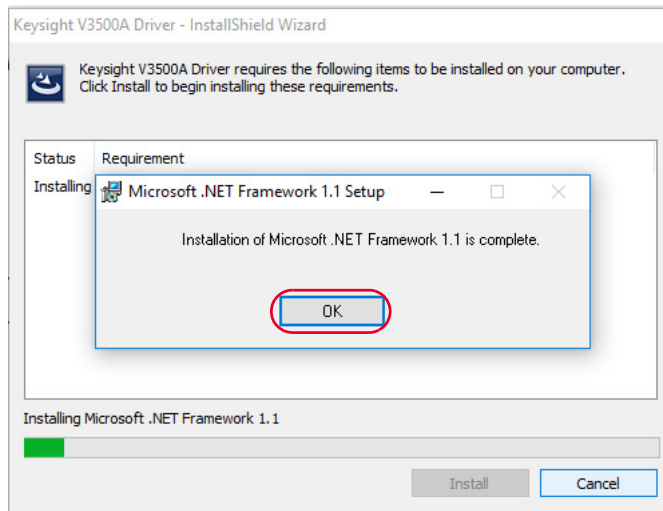 Keysight V3500A Driver - InstallShield Wizard
Keysight V3500A Driver requires the following items to be installed on your computer.
Click Install to begin installing these requirements.
Status Requirement
Installing
Microsoft .NET Framework 1.1 Setup
Installation of Microsoft .NET Framework 1.1 is complete.
OK
Installing Microsoft .NET Framework 1.1
Install Cancel